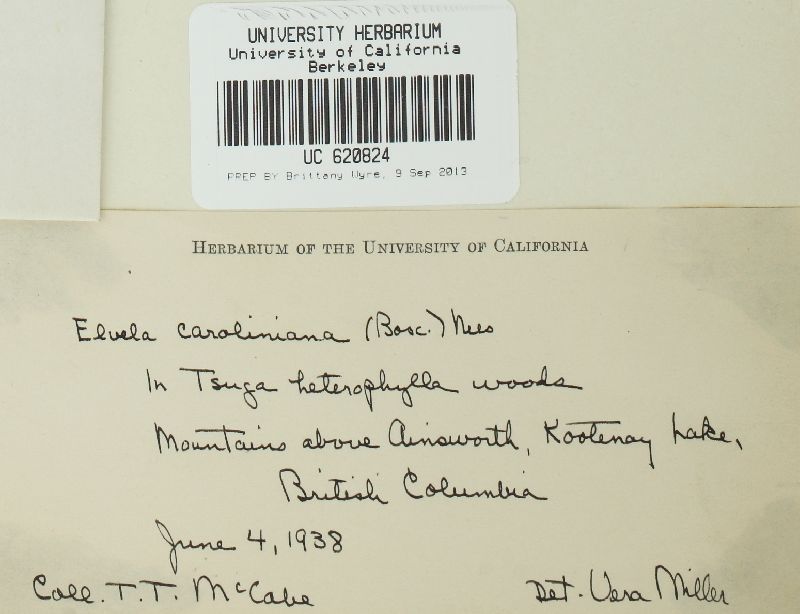 UNIVERSITY HERBARIUM
University of California
Berkeley
UC 620824
PREP BY Brittany Wyre, 9 Sep 2013
HERBARIUM OF THE UNIVERSITY OF CALIFORNIA
Elvela caroliniana (Bosc.) Nees
In Tsuga heterophylla woods
Mountains above Ainsworth, Kootenay Lake,
British Columbia
June 4, 1938
Coll. T. T. McCabe Det. Vera Miller